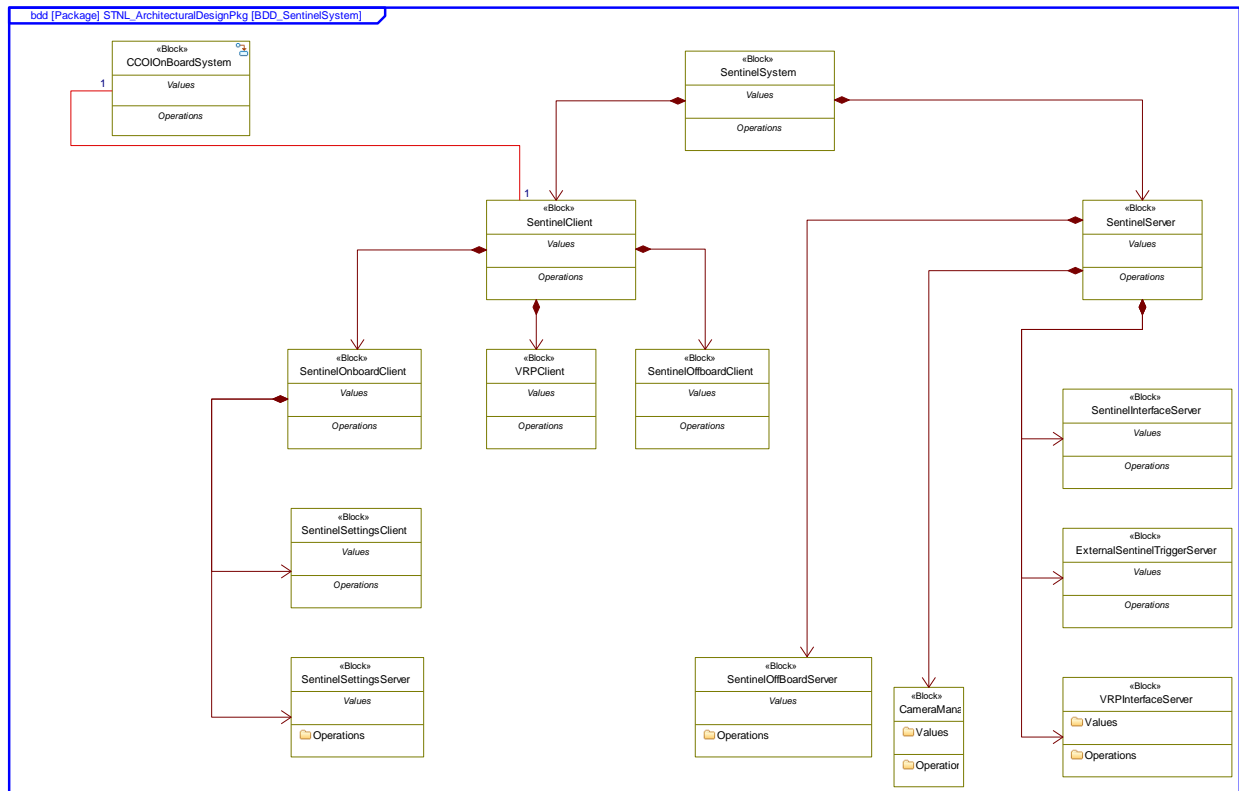 bdd [Package] STNL_ArchitecturalDesignPkg [BDD_SentinelSystem]
«Block»
CCOIOnBoardSystem
Values
Operations
1
1
«Block»
SentinelSystem
Values
Operations
«Block»
SentinelClient
Values
Operations
«Block»
SentinelServer
Values
Operations
«Block»
SentinelOnboardClient
Values
Operations
«Block»
VRPClient
Values
Operations
«Block»
SentinelOffboardClient
Values
Operations
«Block»
SentinelInterfaceServer
Values
Operations
«Block»
SentinelSettingsClient
Values
Operations
«Block»
ExternalSentinelTriggerServer
Values
Operations
«Block»
SentinelSettingsServer
Values
Operations
«Block»
SentinelOffBoardServer
Values
Operations
«Block»
CameraMana
Values
Operation
«Block»
VRPInterfaceServer
Values
Operations